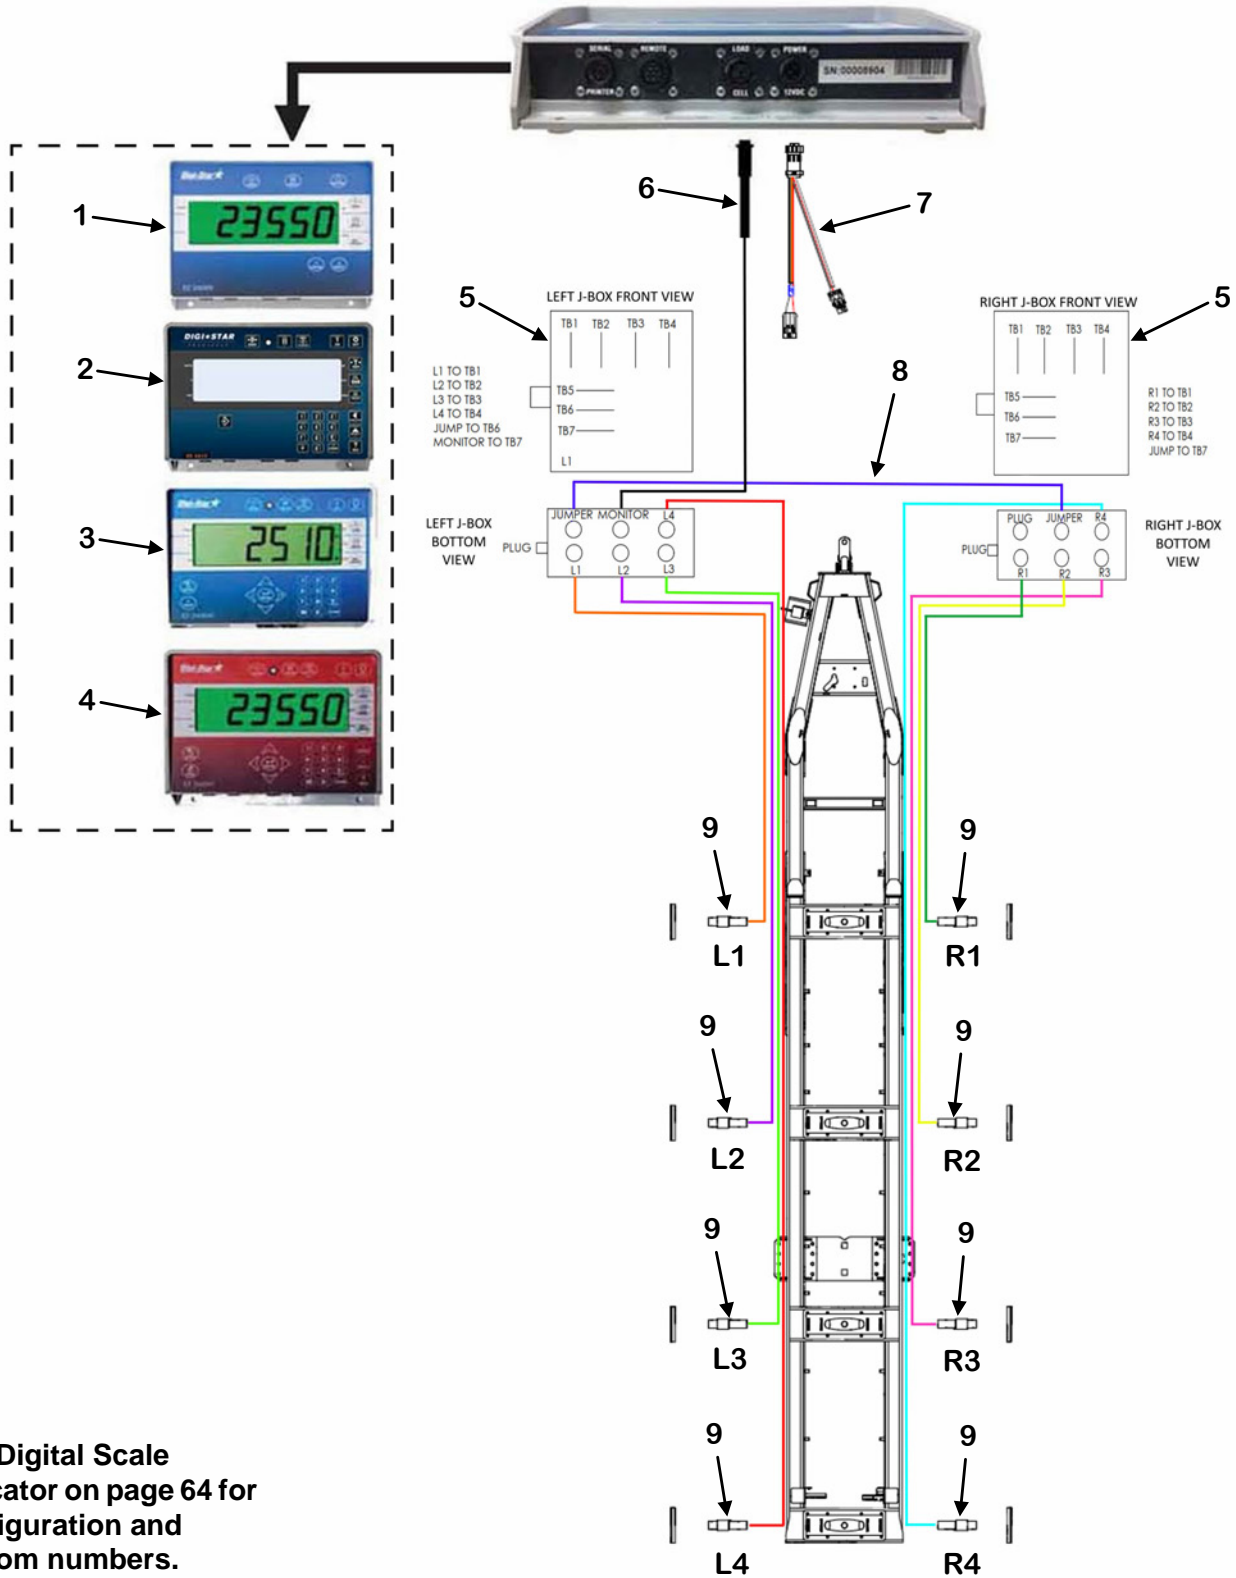 SERIAL
REMOTE
LOAD
POWER
SN:00008904
PRINTER
CELL
12VDC
Digi-Star
1
23550
DIGI-STAR
2
Digi-Star
3
2510.
Digi-Star
4
23550
6
7
5
LEFT J-BOX FRONT VIEW
TB1 TB2 TB3 TB4
TB5
TB6
TB7
L1
L1 TO TB1
L2 TO TB2
L3 TO TB3
L4 TO TB4
JUMP TO TB6
MONITOR TO TB7
RIGHT J-BOX FRONT VIEW
5
TB1 TB2 TB3 TB4
TB5
TB6
TB7
R1 TO TB1
R2 TO TB2
R3 TO TB3
R4 TO TB4
JUMP TO TB7
8
LEFT J-BOX
BOTTOM
VIEW
PLUG
JUMPER MONITOR L4
L1 L2 L3
PLUG JUMPER R4
PLUG
R1 R2 R3
RIGHT J-BOX
BOTTOM
VIEW
9
L1
9
R1
9
L2
9
R2
9
L3
9
R3
9
L4
9
R4
Digital Scale
cator on page 64 for
iguration and
om numbers.